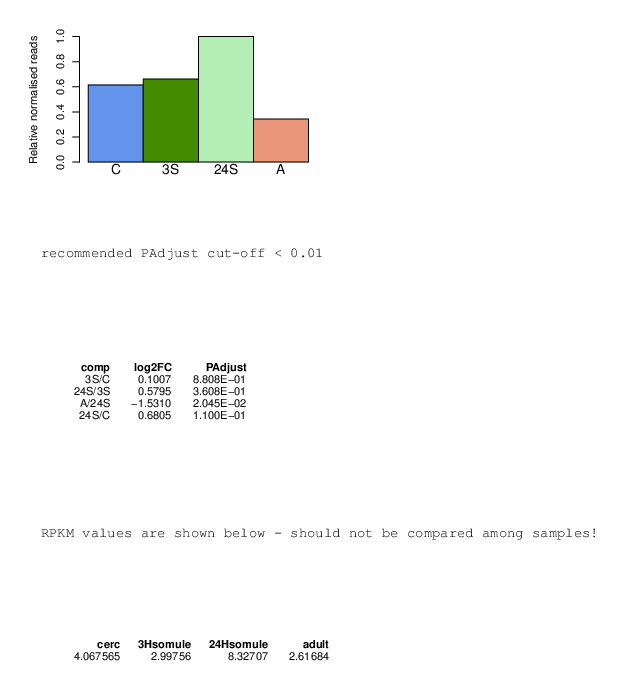 Relative normalised reads
1.0
0.8
0.6
0.4
0.2
0.0
C 3S 24S A
recommended PAdjust cut-off < 0.01
comp log2FC PAdjust
3S/C 0.1007 8.808E−01
24S/3S 0.5795 3.608E−01
A/24S −1.5310 2.045E−02
24S/C 0.6805 1.100E−01
RPKM values are shown below - should not be compared among samples!
cerc 3Hsomule 24Hsomule adult
4.067565 2.99756 8.32707 2.61684